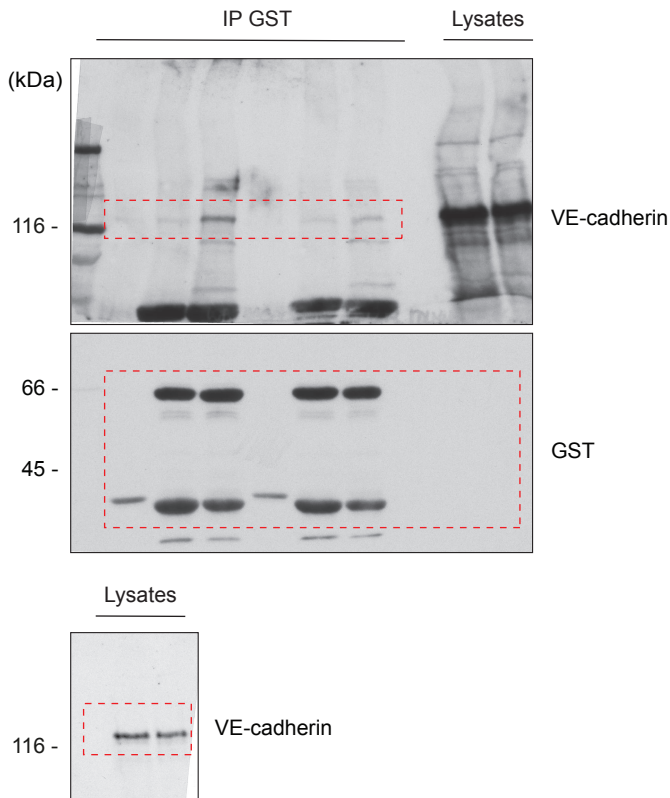 IP GST
Lysates
(kDa)
116 -
VE-cadherin
66 -
45 -
GST
Lysates
116 -
VE-cadherin